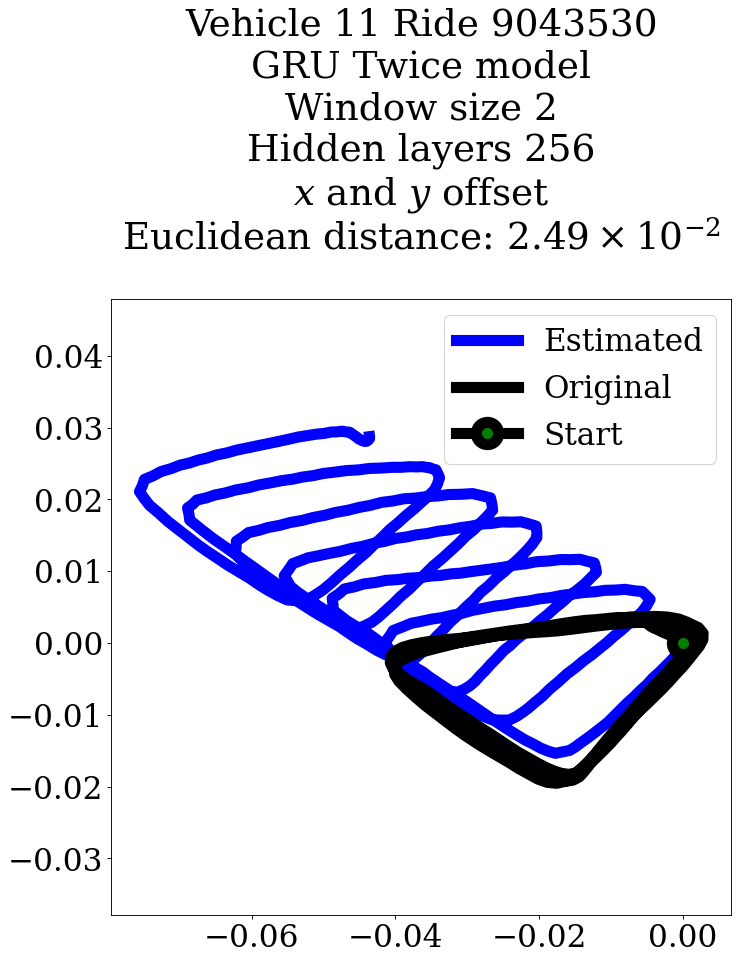 Vehicle 11 Ride 9043530
GRU Twice model
Window size 2
Hidden layers 256
x and y offset
Euclidean distance: 2.49 × 10⁻²
Estimated
Original
Start
0.04
0.03
0.02
0.01
0.00
−0.01
−0.02
−0.03
−0.06 −0.04 −0.02 0.00